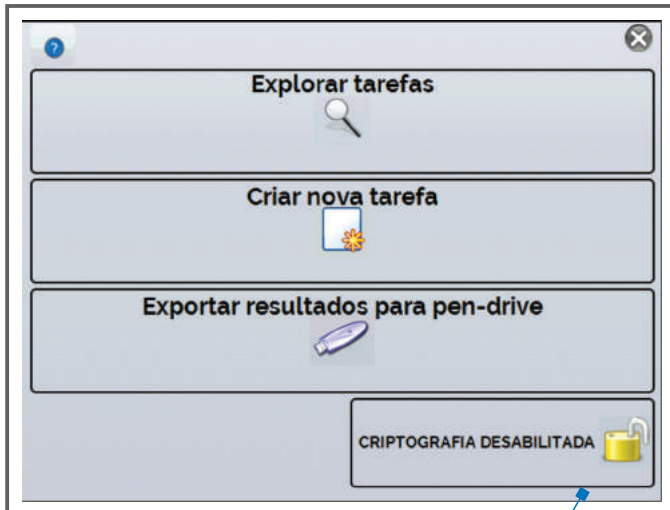 ?
Explorar tarefas
Criar nova tarefa
Exportar resultados para pen-drive
CRIPTOGRAFIA DESABILITADA